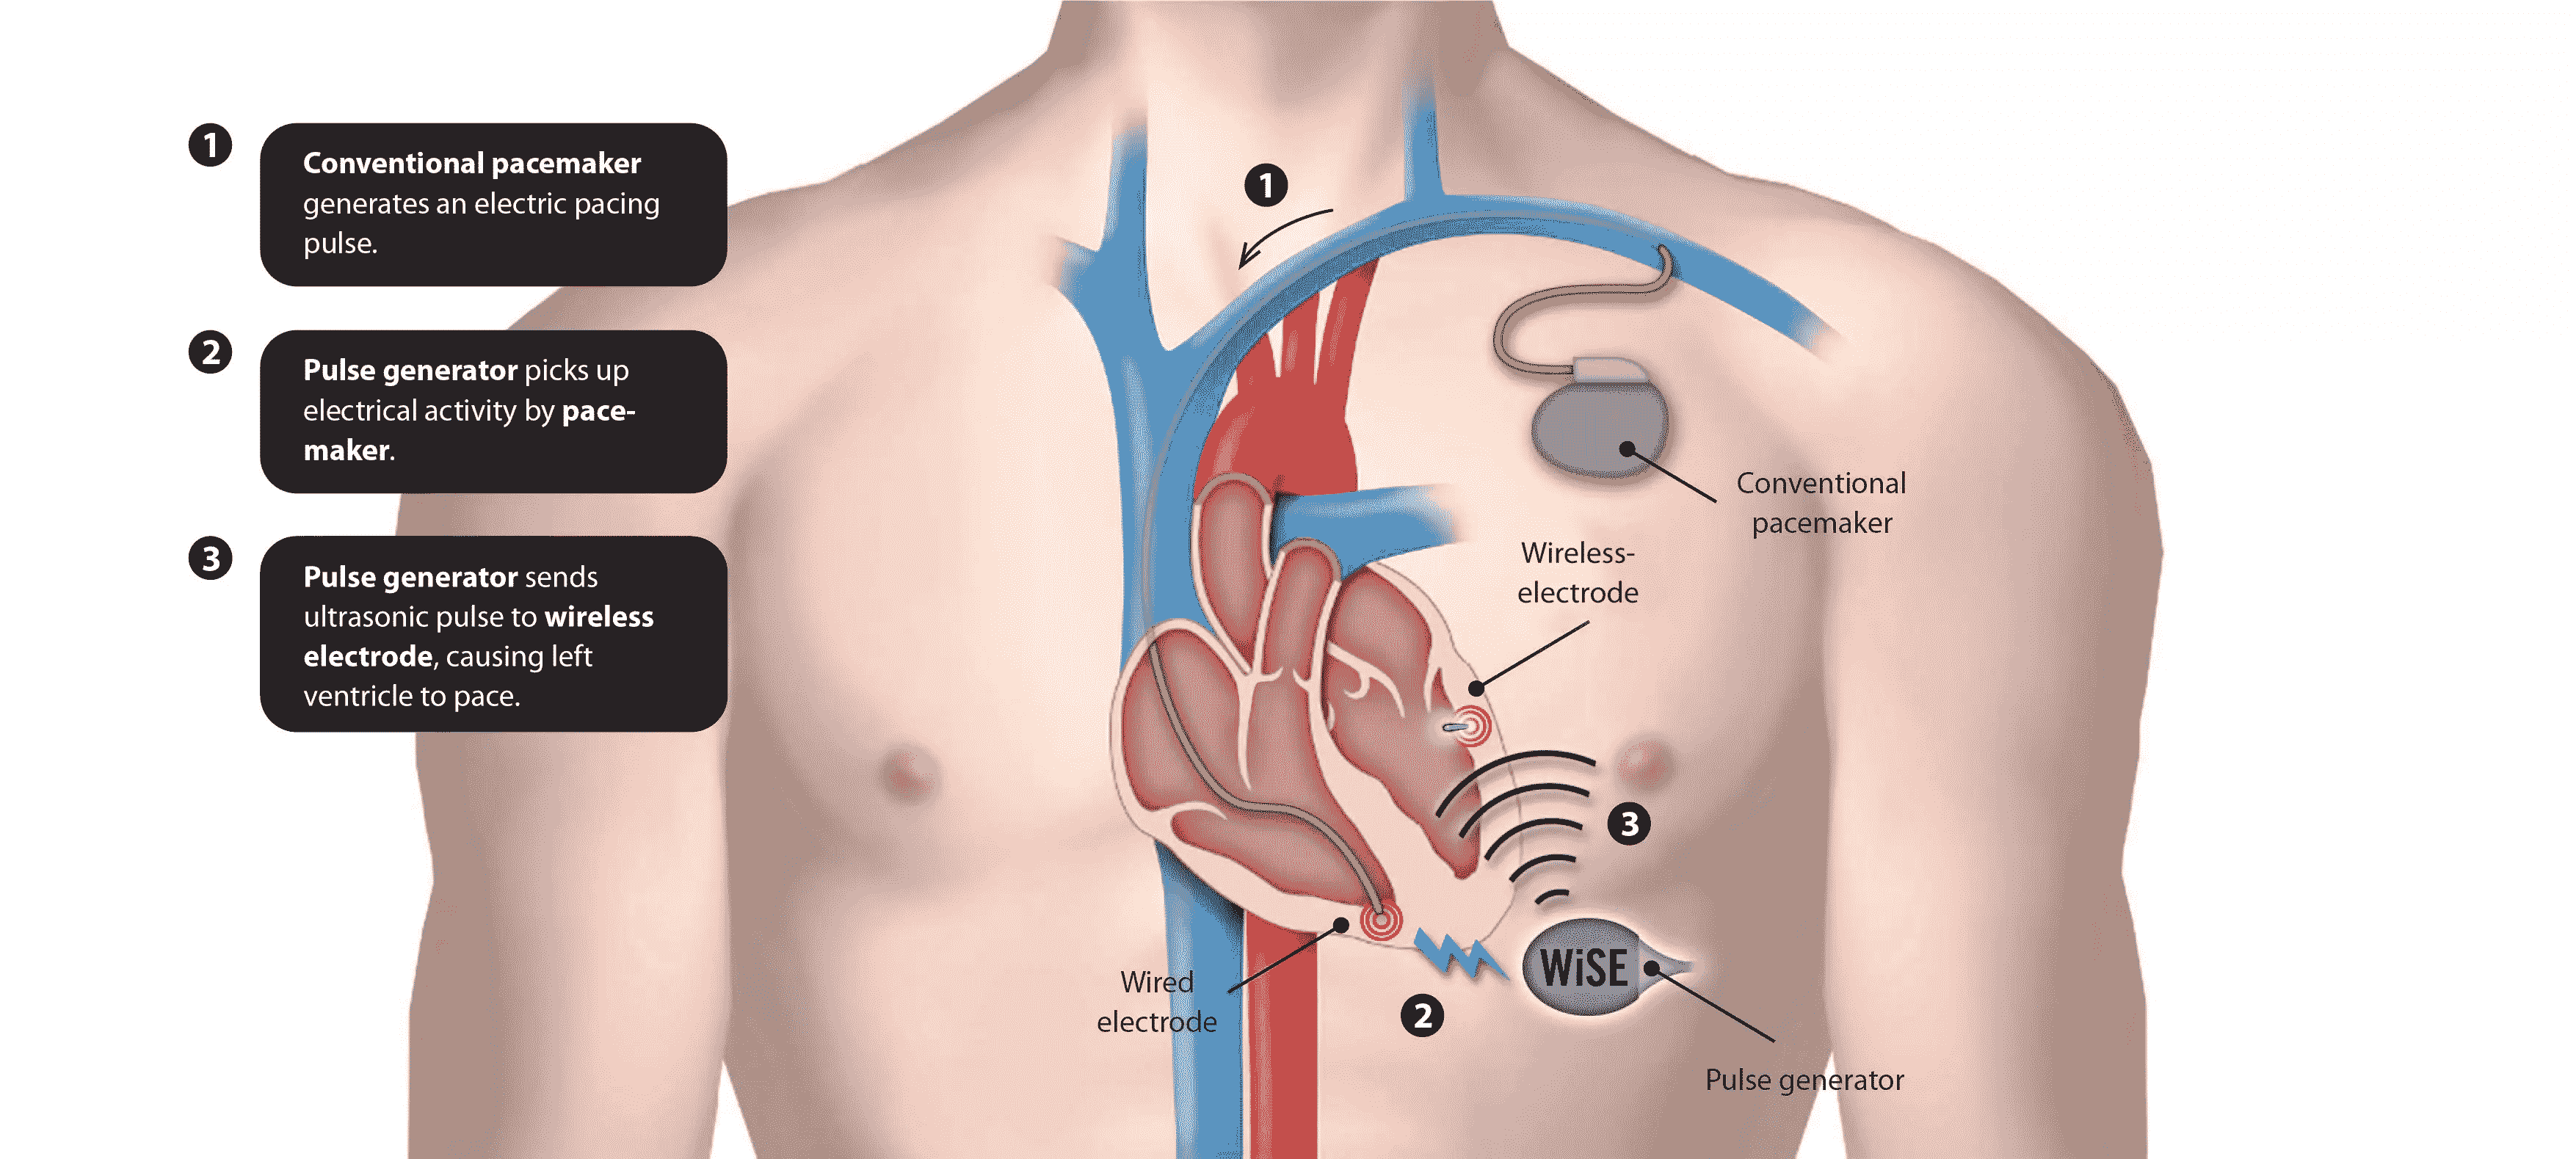 1
Conventional pacemaker
generates an electric pacing
pulse.
2
Pulse generator picks up
electrical activity by pace-
maker.
3
Pulse generator sends
ultrasonic pulse to wireless
electrode, causing left
ventricle to pace.
1
Conventional
pacemaker
Wireless-
electrode
3
WiSE
Wired
electrode
2
Pulse generator